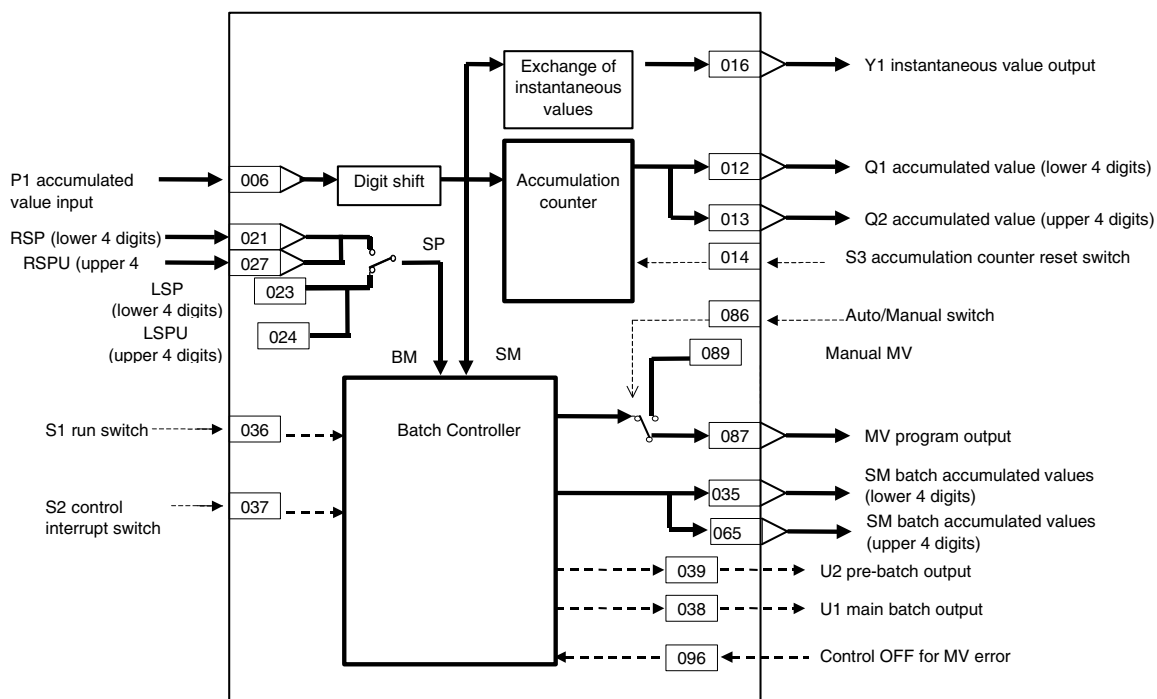 Exchange of
instantaneous
values
016
Y1 instantaneous value output
P1 accumulated
value input
006
Digit shift
Accumulation
counter
012
Q1 accumulated value (lower 4 digits)
013
Q2 accumulated value (upper 4 digits)
014
S3 accumulation counter reset switch
RSP (lower 4 digits)
021
RSPU (upper 4
027
SP
LSP
(lower 4 digits)
023
LSPU
(upper 4 digits)
024
086
Auto/Manual switch
089
Manual MV
BM
SM
Batch Controller
S1 run switch
036
087
MV program output
S2 control
interrupt switch
037
035
SM batch accumulated values
(lower 4 digits)
065
SM batch accumulated values
(upper 4 digits)
039
U2 pre-batch output
038
U1 main batch output
096
Control OFF for MV error